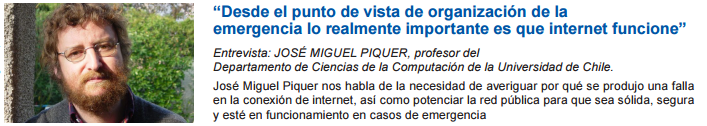 “Desde el punto de vista de organización de la
emergencia lo realmente importante es que internet funcione”
Entrevista: JOSÉ MIGUEL PIQUER, profesor del
Departamento de Ciencias de la Computación de la Universidad de Chile.
José Miguel Piquer nos habla de la necesidad de averiguar por qué se produjo una falla
en la conexión de internet, así como potenciar la red pública para que sea sólida, segura
y esté en funcionamiento en casos de emergencia